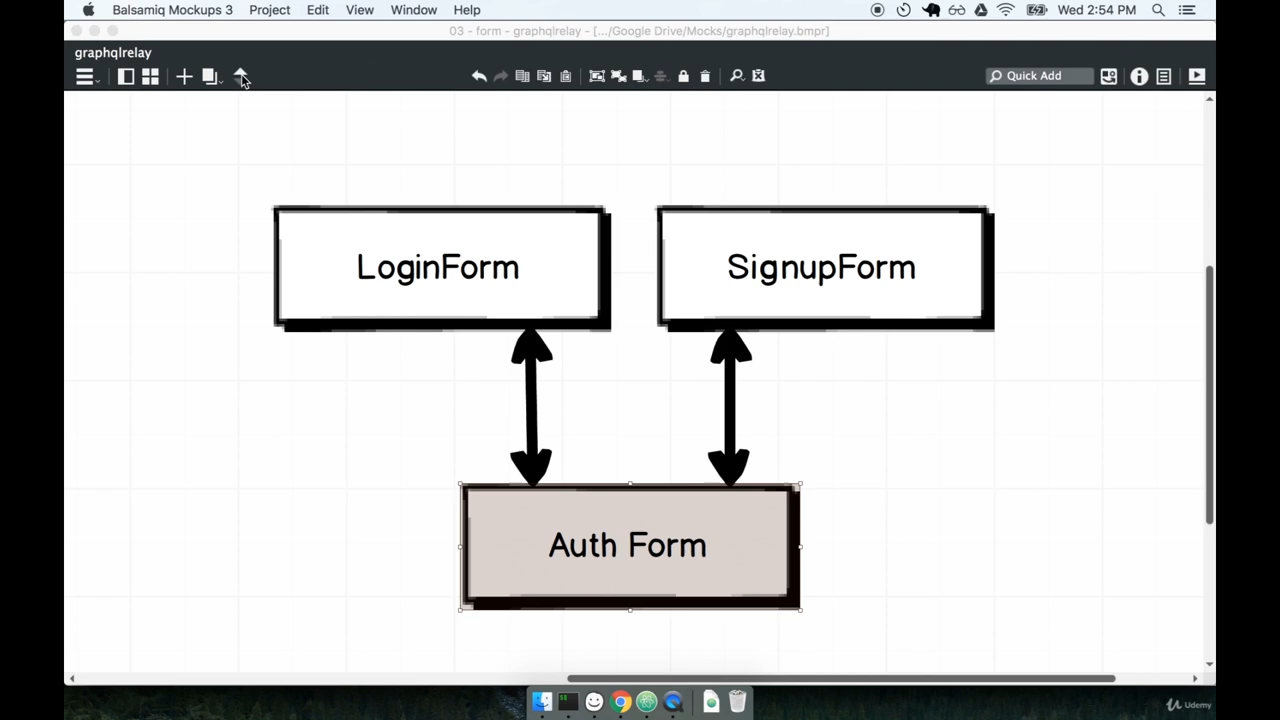 Balsamiq Mockups 3 Project Edit View Window Help Wed 2:54 PM
03 - form - graphqlrelay - [.../Google Drive/Mocks/graphqlrelay.bmpr]
graphqlrelay
Quick Add
LoginForm SignupForm
Auth Form
Udemy